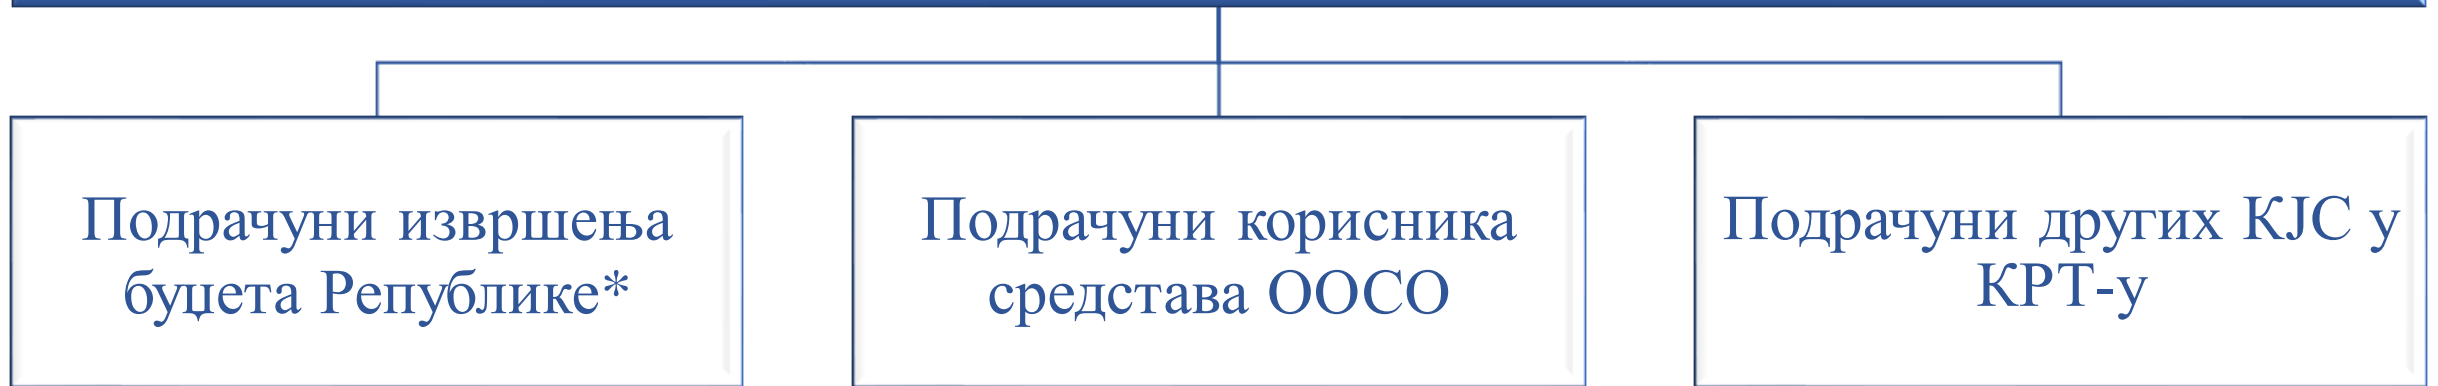 Подрачуни извршења
буџета Републике*
Подрачуни корисника
средстава ООСО
Подрачуни других КЈС у
КРТ-у